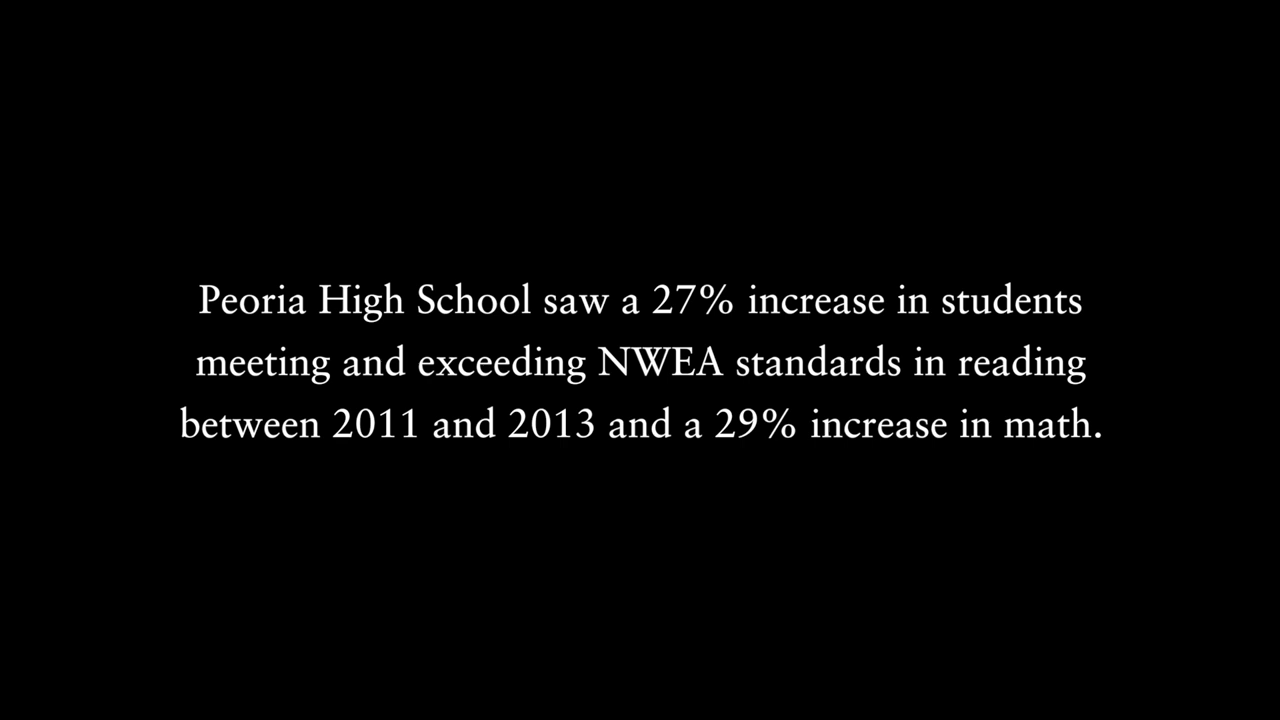 Peoria High School saw a 27% increase in students
meeting and exceeding NWEA standards in reading
between 2011 and 2013 and a 29% increase in math.